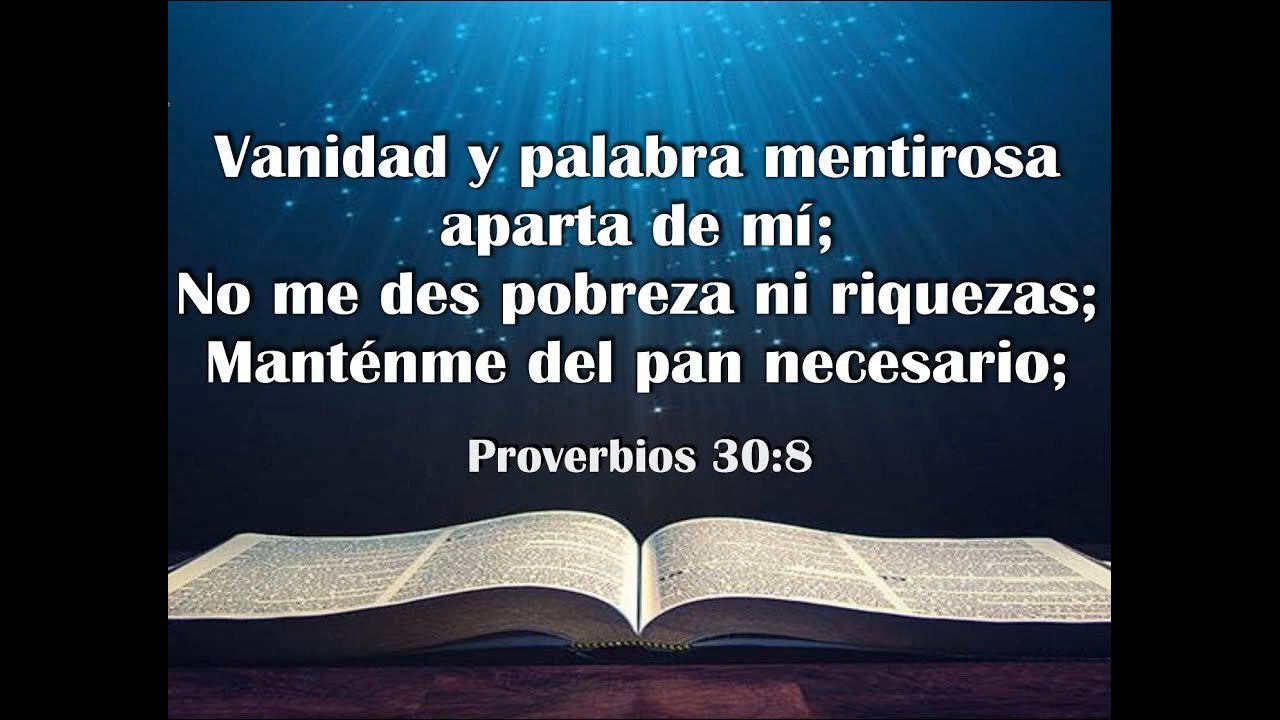 Vanidad y palabra mentirosa
aparta de mí;
No me des pobreza ni riquezas;
Manténme del pan necesario;
Proverbios 30:8